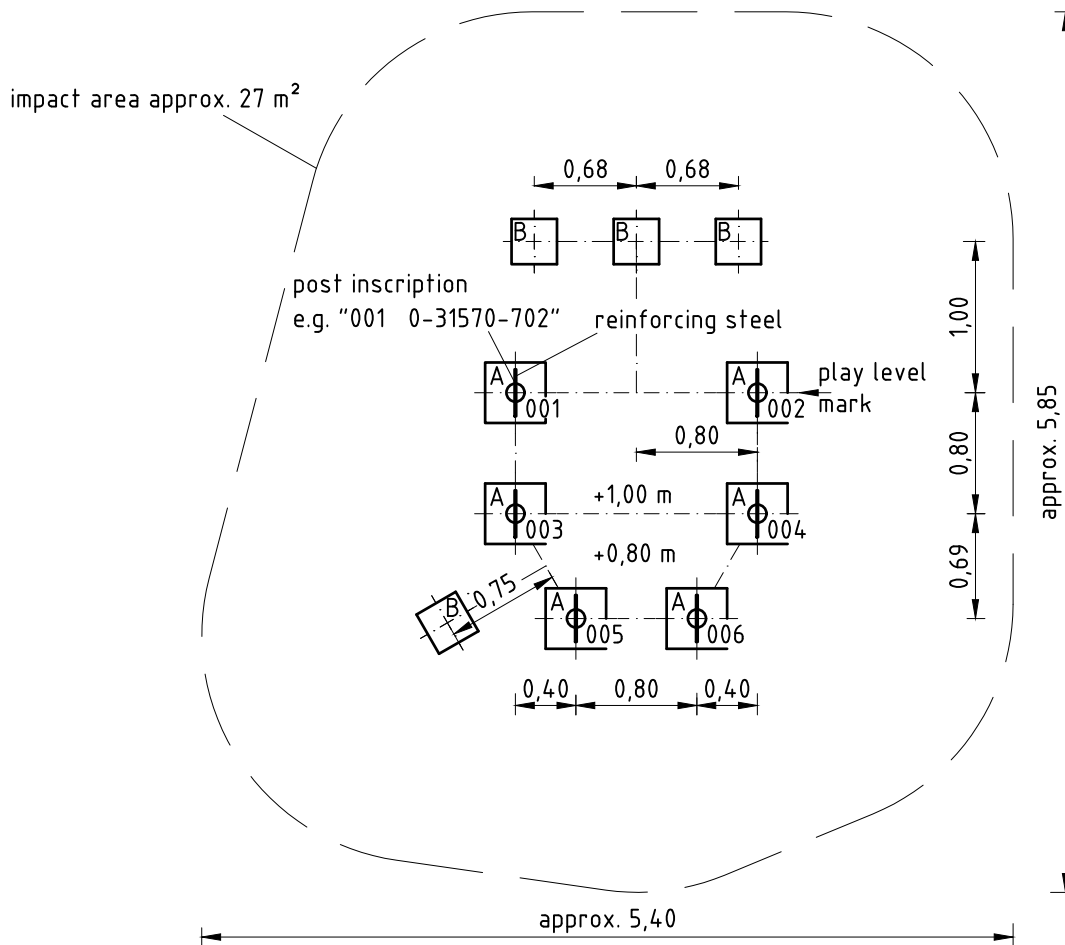 impact area approx. 27 m²
0,68 0,68
B B B
post inscription
e.g. "001 0-31570-702"
reinforcing steel
1,00
A 001
A 002
play level
mark
0,80
0,80
approx. 5,85
A 003
+1,00 m
A 004
+0,80 m
0,69
B 0,75
A 005
A 006
0,40 0,80 0,40
approx. 5,40